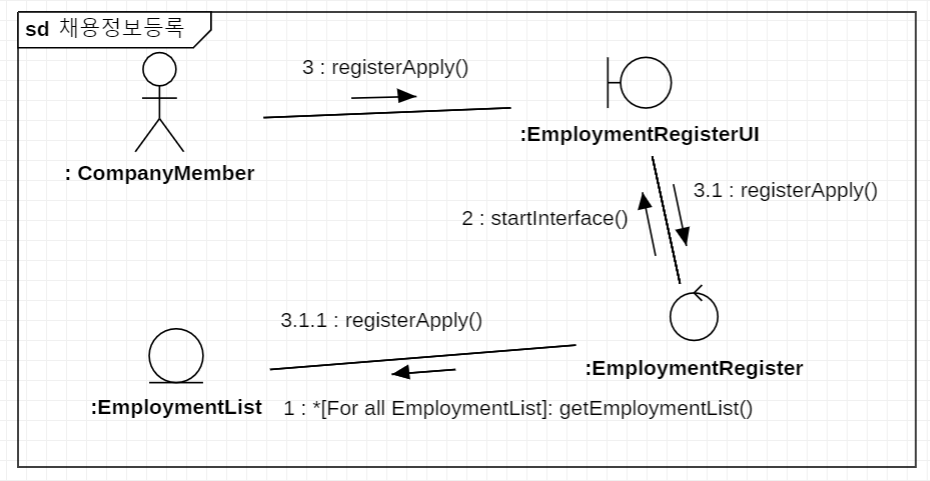 sd 채용정보등록
3 : registerApply()
:EmploymentRegisterUI
: CompanyMember
3.1 : registerApply()
2 : startInterface()
3.1.1 : registerApply()
:EmploymentRegister
:EmploymentList
1 : *[For all EmploymentList]: getEmploymentList()